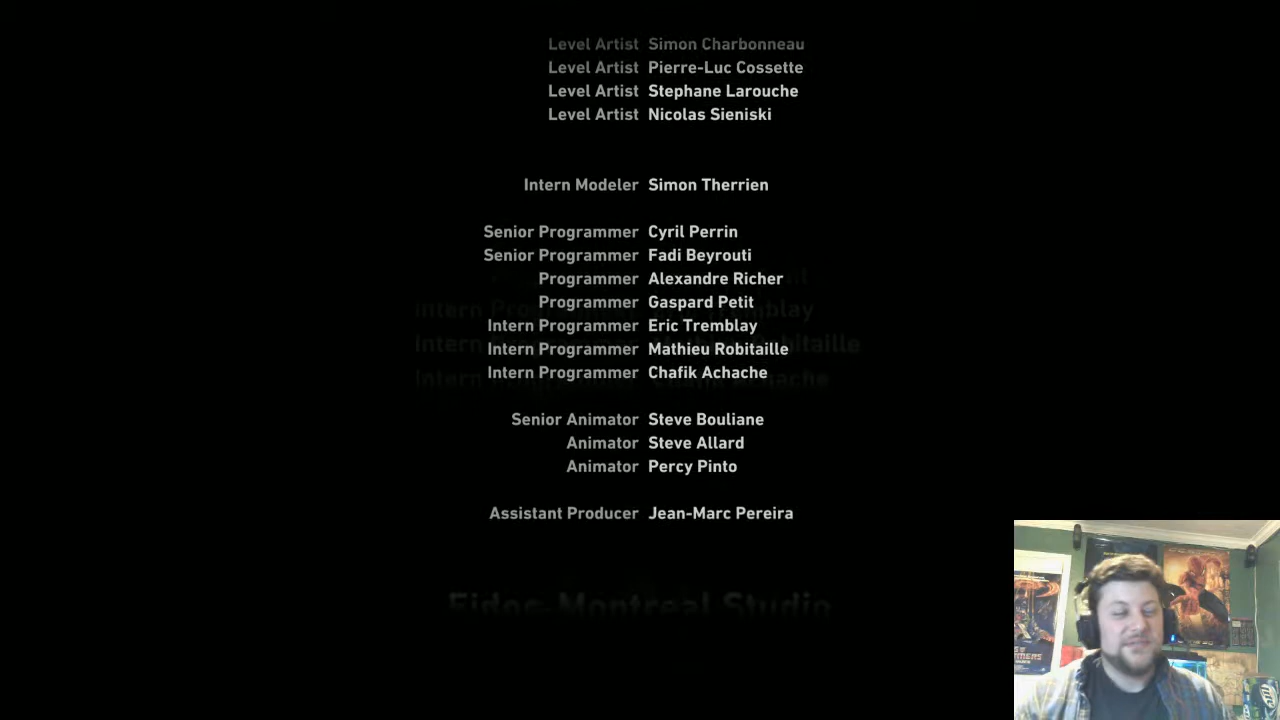 Level Artist Simon Charbonneau
Level Artist Pierre-Luc Cossette
Level Artist Stephane Larouche
Level Artist Nicolas Sieniski
Intern Modeler Simon Therrien
Senior Programmer Cyril Perrin
Senior Programmer Fadi Beyrouti
Programmer Alexandre Richer
Programmer Gaspard Petit
Intern Programmer Eric Tremblay
Intern Programmer Mathieu Robitaille
Intern Programmer Chafik Achache
Senior Animator Steve Bouliane
Animator Steve Allard
Animator Percy Pinto
Assistant Producer Jean-Marc Pereira
Eidos-Montreal Studio